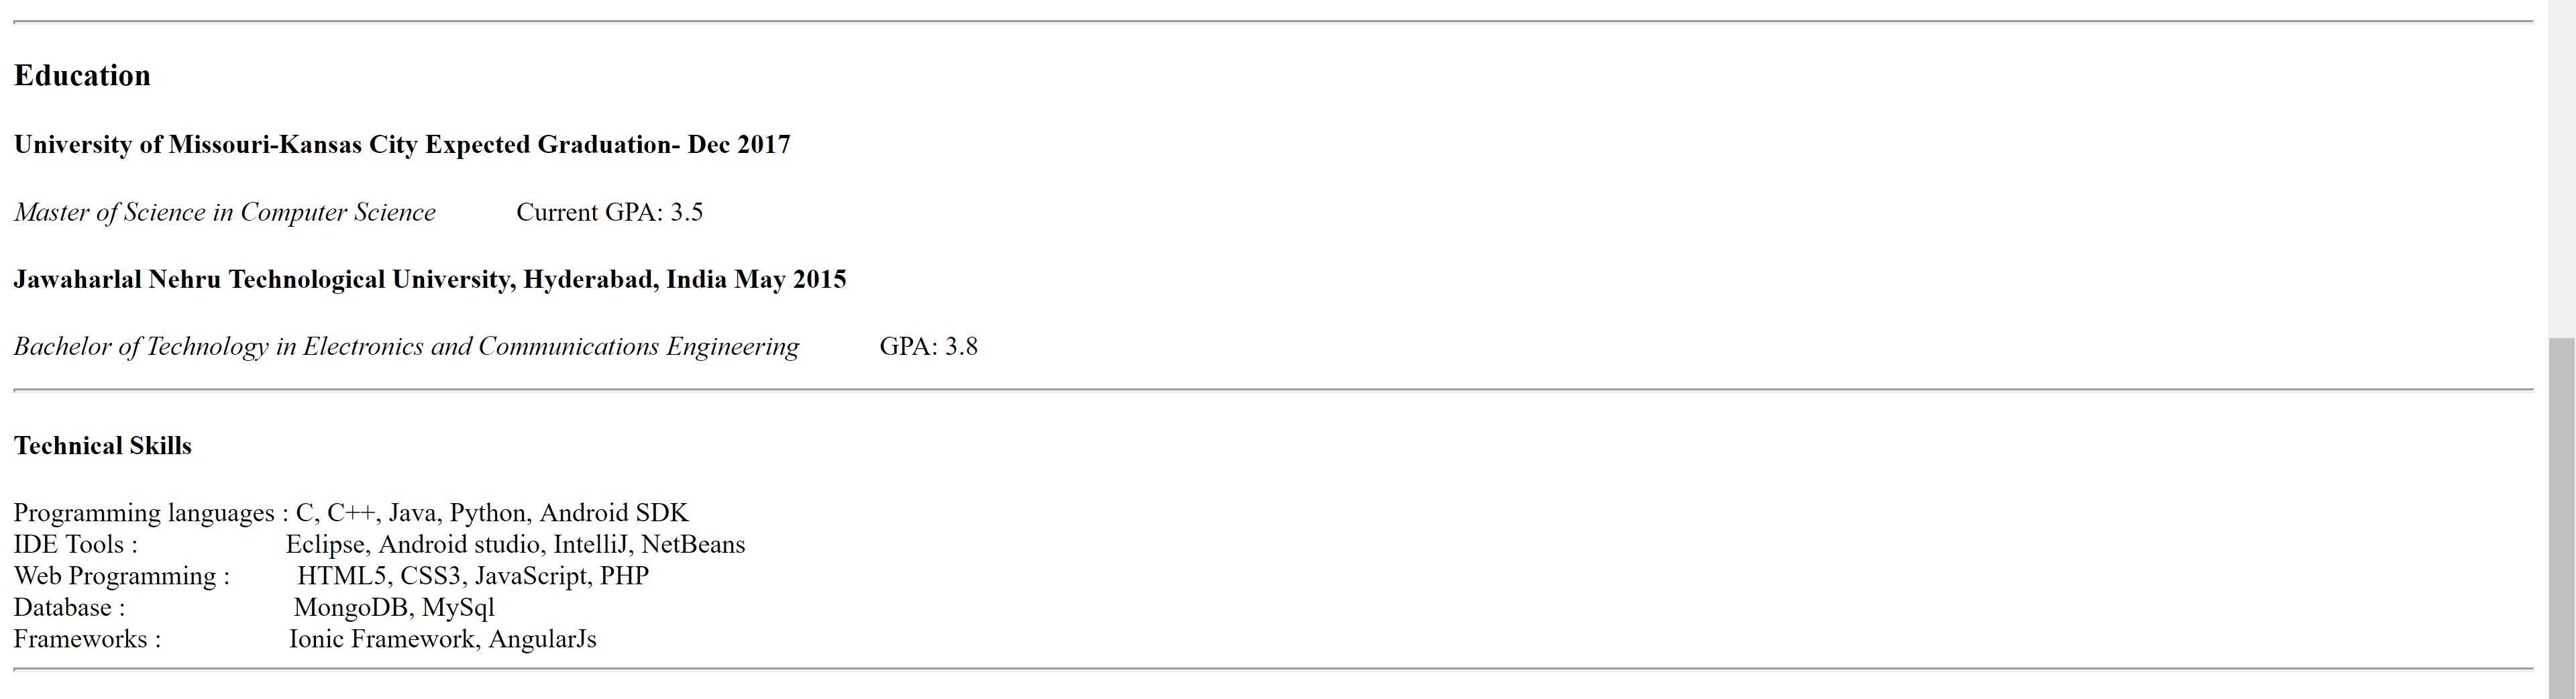 Education
University of Missouri-Kansas City Expected Graduation- Dec 2017
Master of Science in Computer Science Current GPA: 3.5
Jawaharlal Nehru Technological University, Hyderabad, India May 2015
Bachelor of Technology in Electronics and Communications Engineering GPA: 3.8
Technical Skills
Programming languages : C, C++, Java, Python, Android SDK
IDE Tools : Eclipse, Android studio, IntelliJ, NetBeans
Web Programming : HTML5, CSS3, JavaScript, PHP
Database : MongoDB, MySql
Frameworks : Ionic Framework, AngularJs